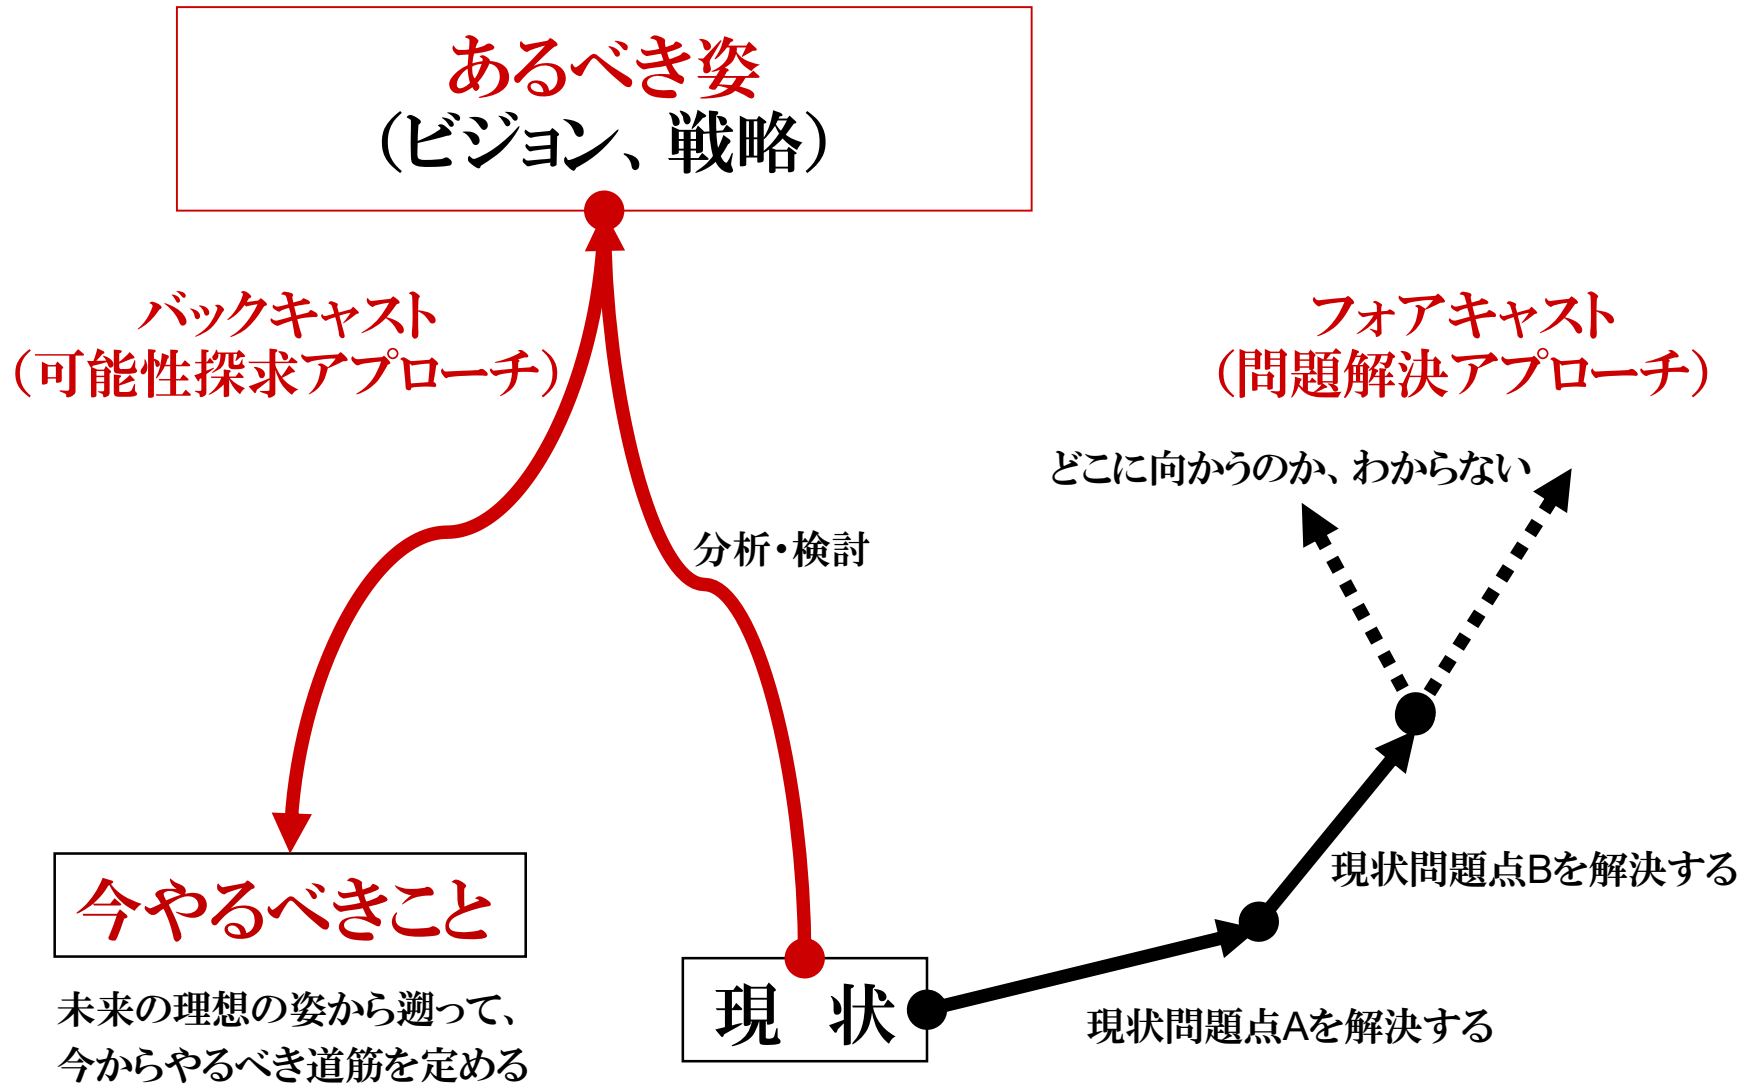 あるべき姿
（ビジョン、戦略）
バックキャスト
（可能性探求アプローチ）
フォアキャスト
（問題解決アプローチ）
どこに向かうのか、わからない
分析・検討
現状問題点Bを解決する
今やるべきこと
現　状
現状問題点Aを解決する
未来の理想の姿から遡って、
今からやるべき道筋を定める